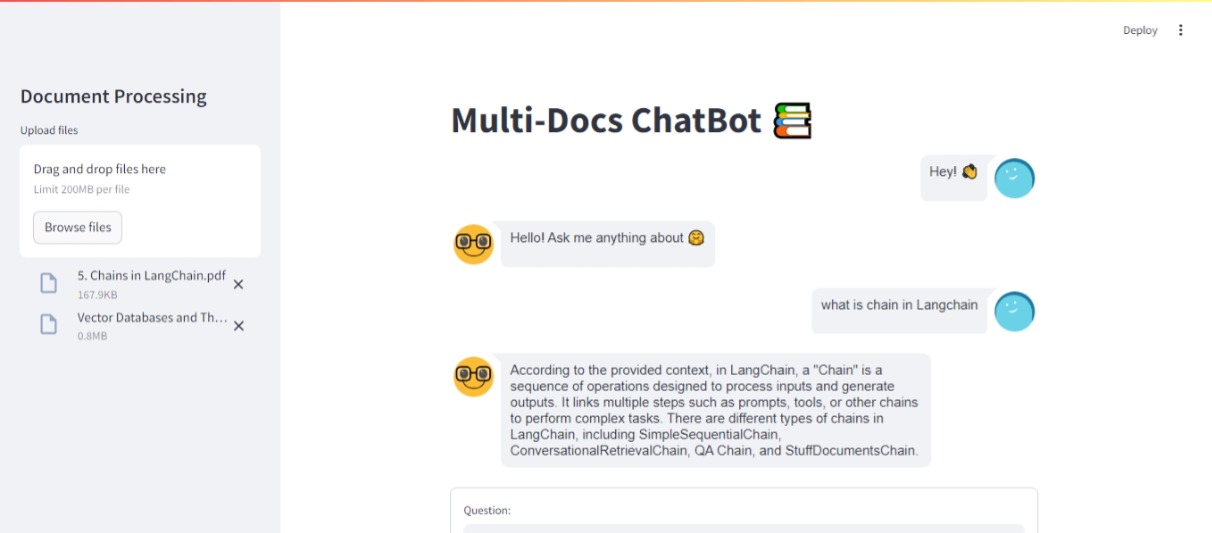 Deploy
Document Processing
Upload files
Drag and drop files here
Limit 200MB per file
Browse files
5. Chains in LangChain.pdf
167.9KB
Vector Databases and Th...
0.8MB
Multi-Docs ChatBot 📚
Hey! 👋
Hello! Ask me anything about 🤗
what is chain in Langchain
According to the provided context, in LangChain, a "Chain" is a
sequence of operations designed to process inputs and generate
outputs. It links multiple steps such as prompts, tools, or other chains
to perform complex tasks. There are different types of chains in
LangChain, including SimpleSequentialChain,
ConversationalRetrievalChain, QA Chain, and StuffDocumentsChain.
Question: